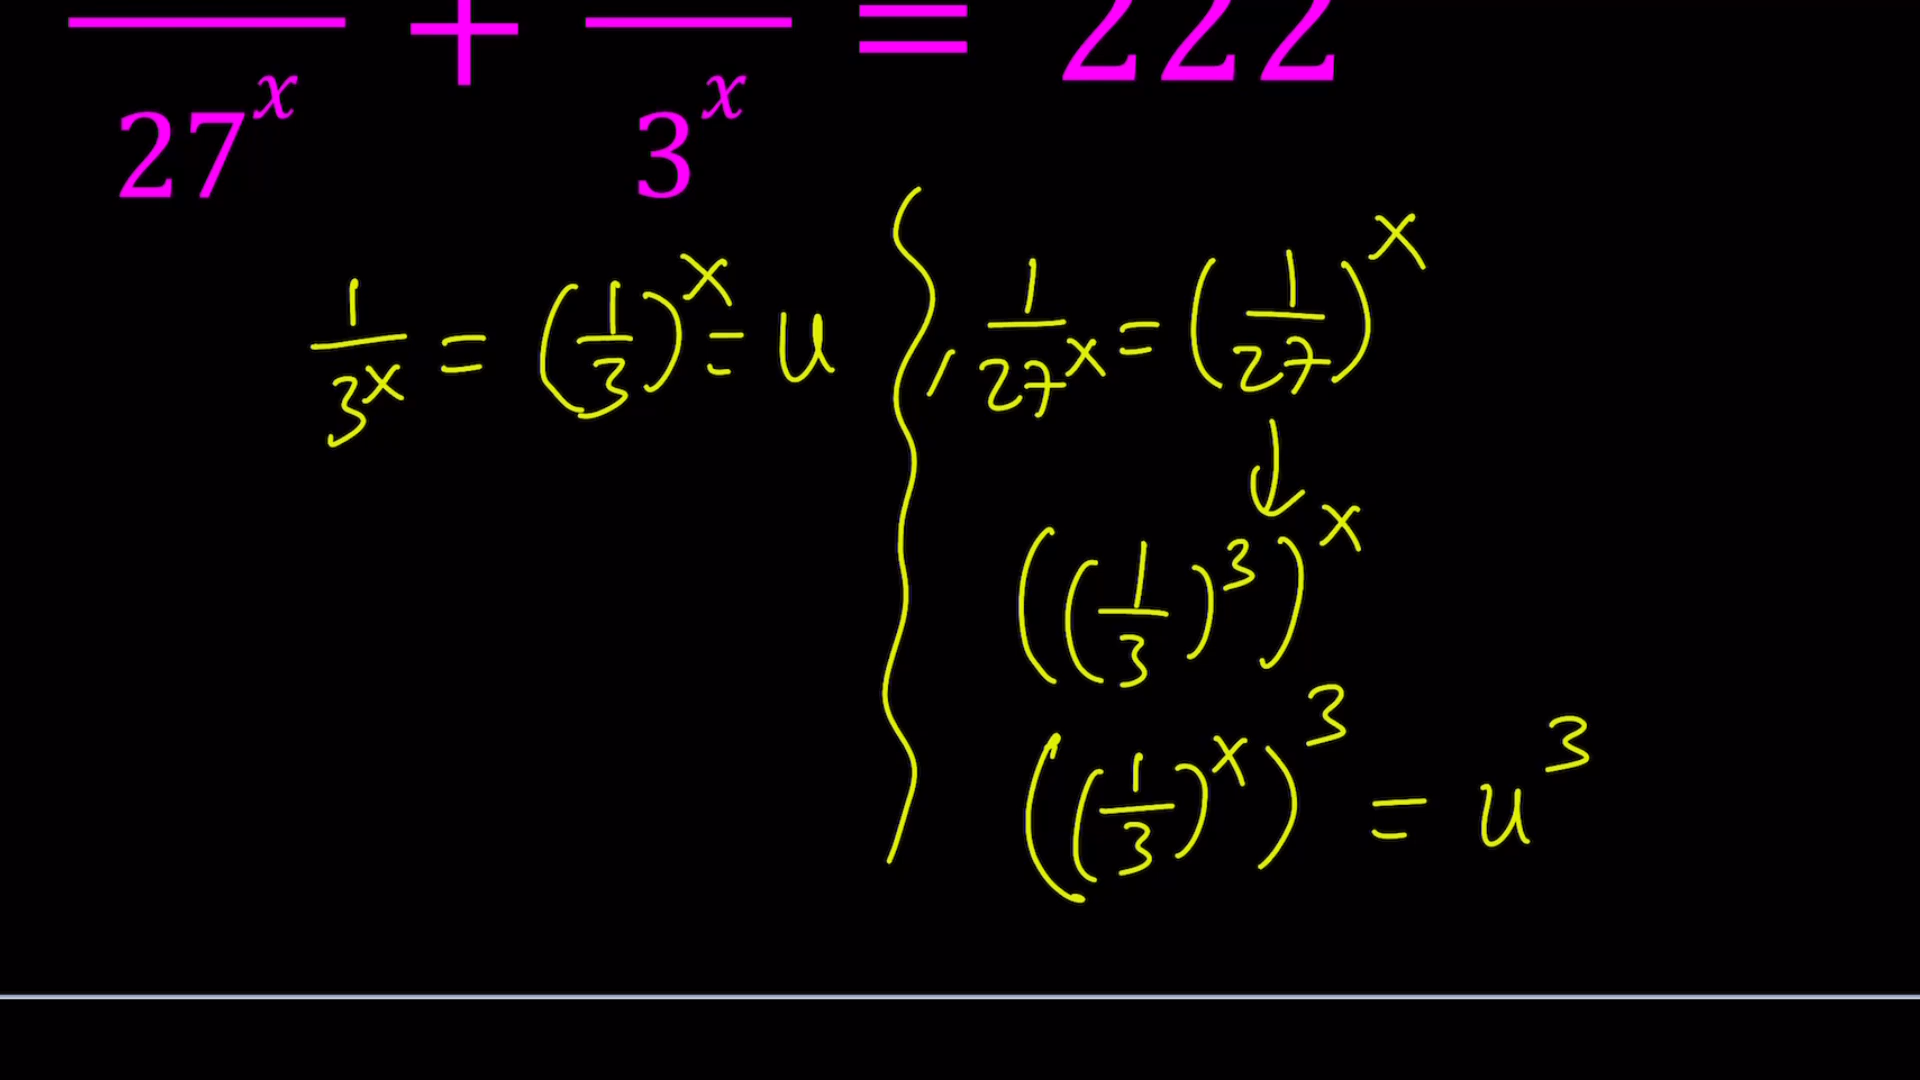 + = 222
27^x 3^x
1/3^x = (1/3)^x = u , 1/27^x = (1/27)^x
↓
((1/3)^3)^x
((1/3)^x)^3 = u^3